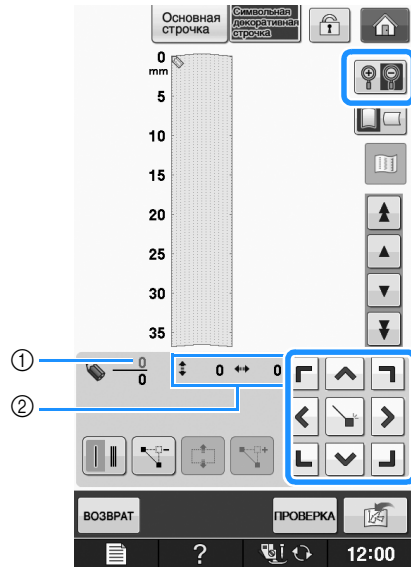 Основная
строчка
Символьная
декоративная
строчка
0
mm
5
10
15
20
25
30
35
①
0
0
0
0
②
ВОЗВРАТ
ПРОВЕРКА
?
12:00